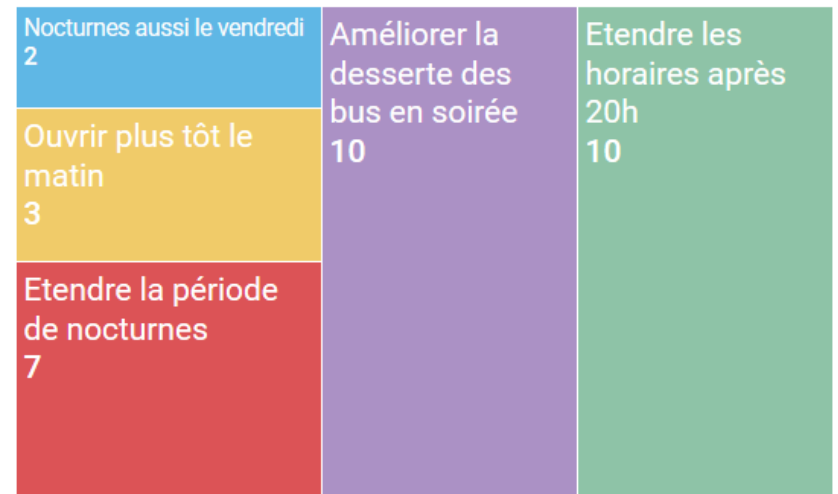 Nocturnes aussi le vendredi
2
Ouvrir plus tôt le
matin
3
Etendre la période
de nocturnes
7
Améliorer la
desserte des
bus en soirée
10
Etendre les
horaires après
20h
10